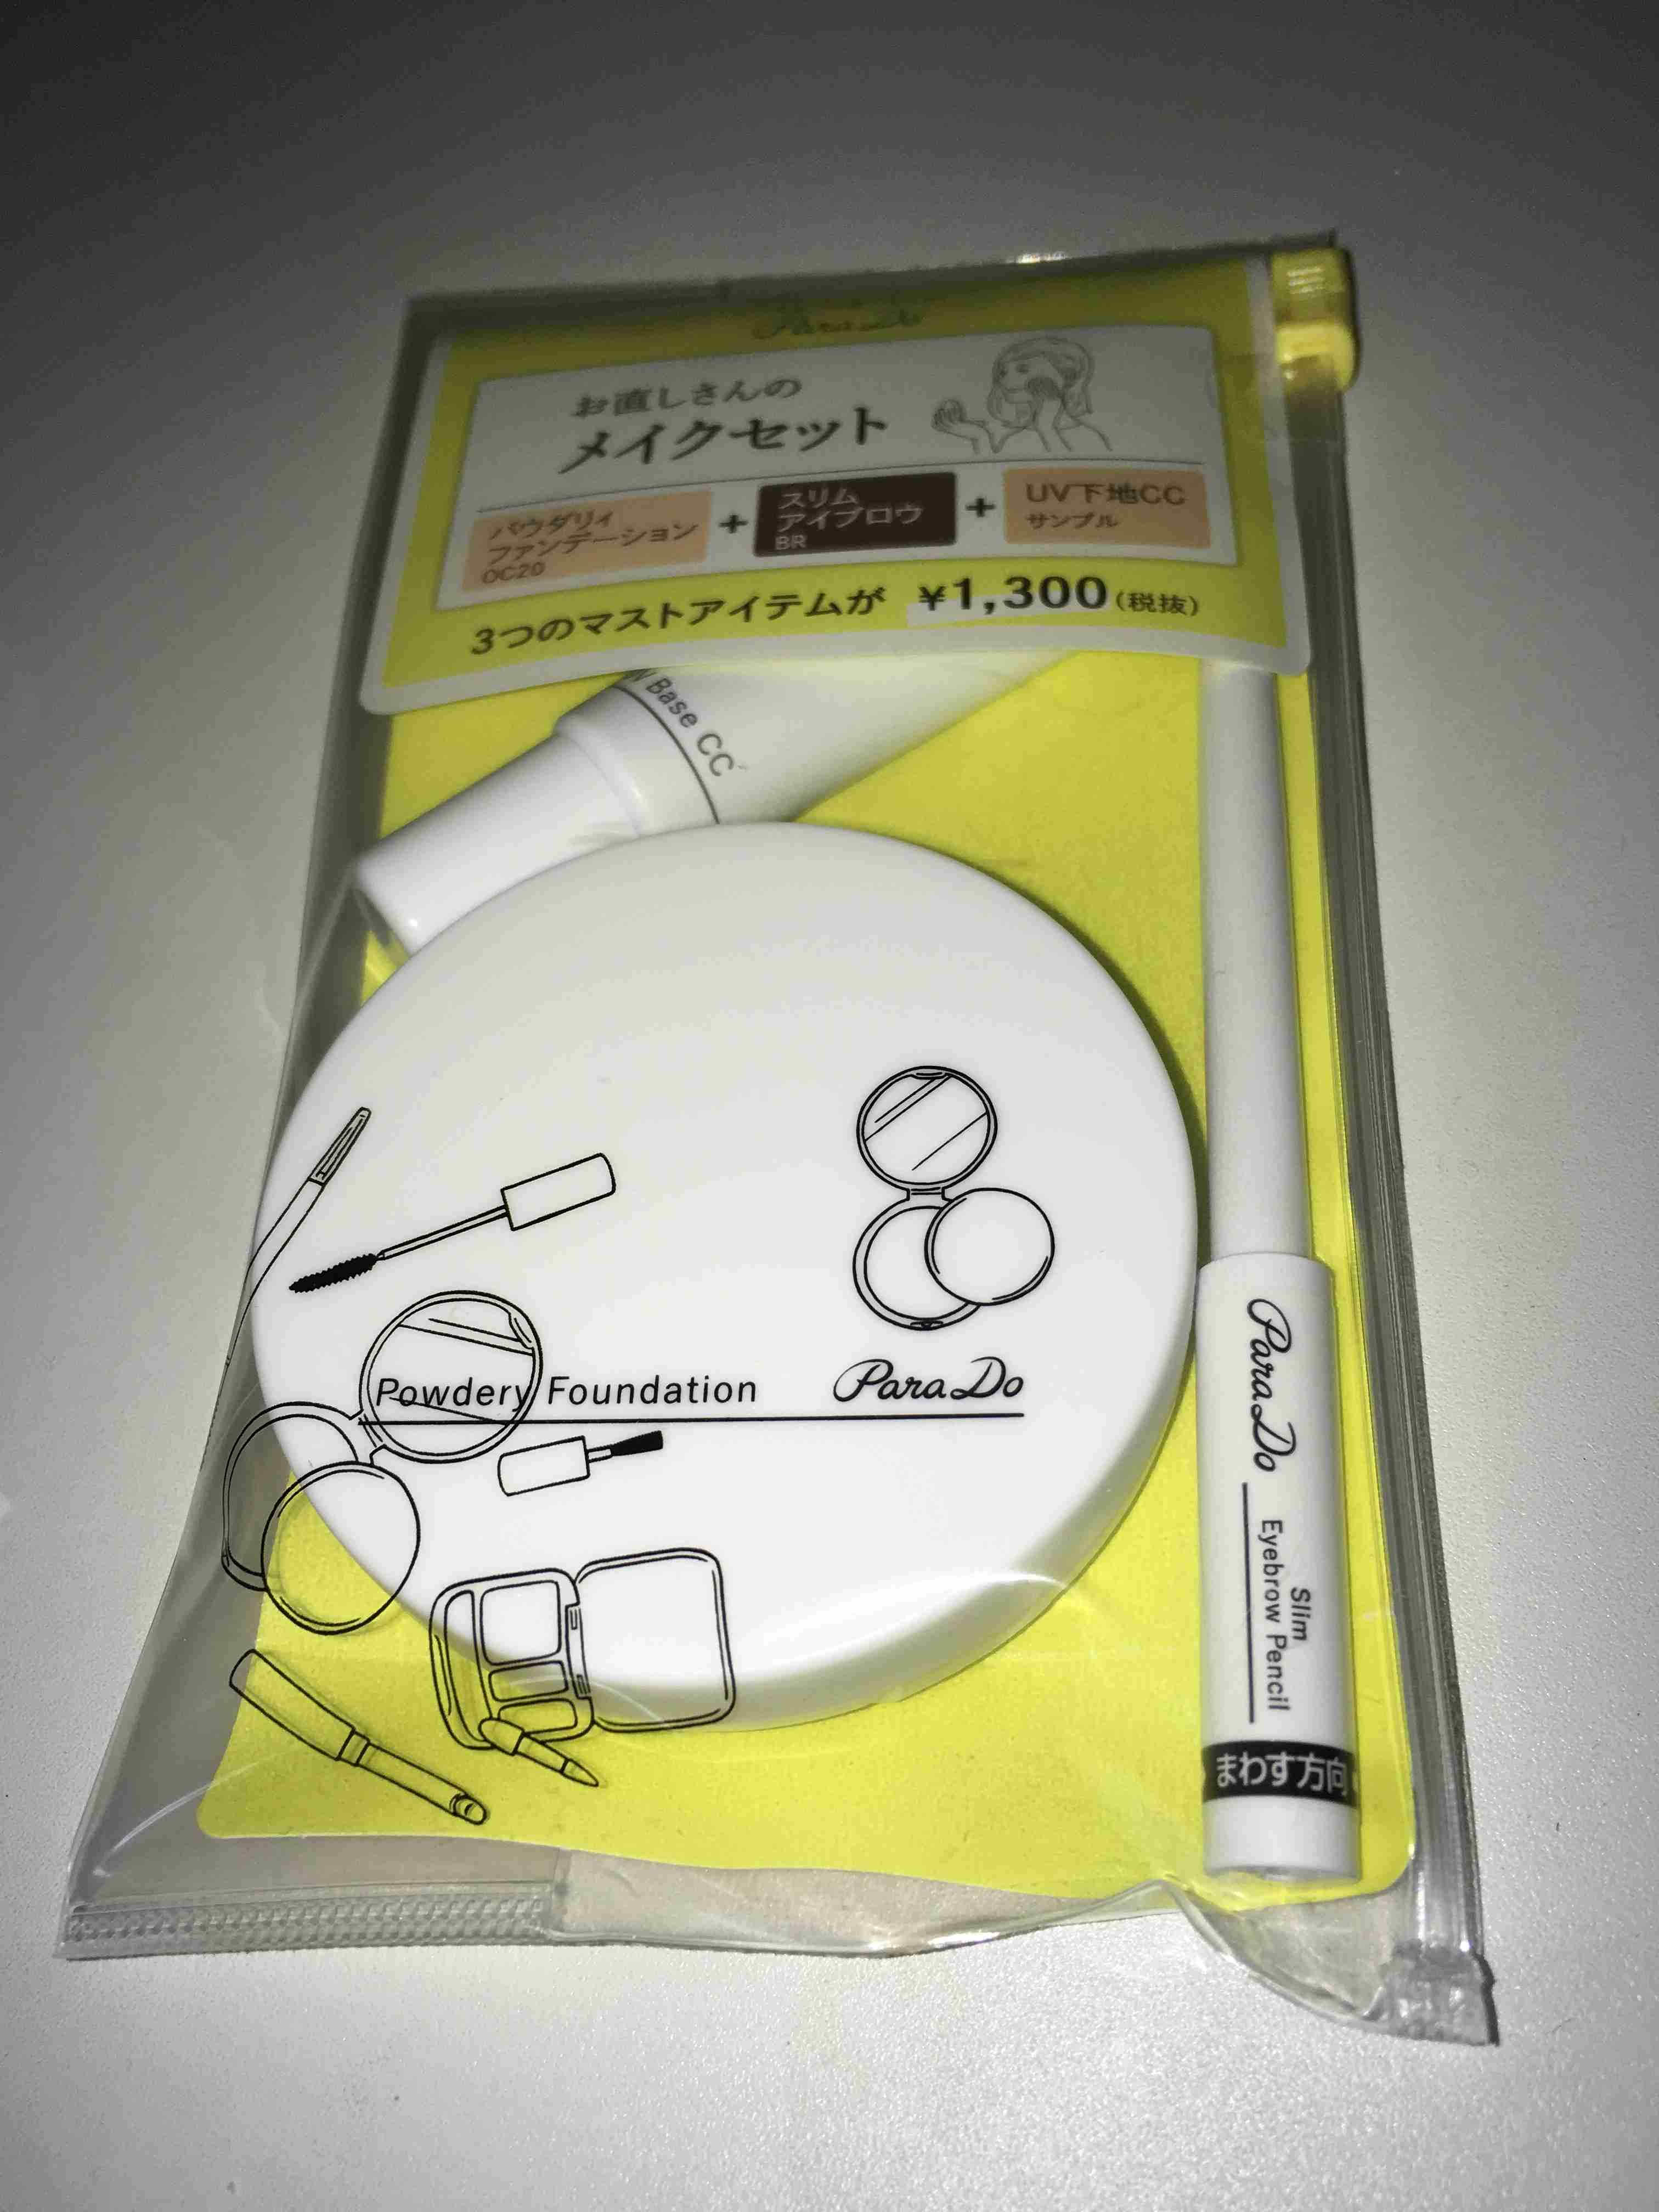 ParaDo
お直しさんの
メイクセット
パウダリィ
ファンデーション
OC20
+
スリム
アイブロウ
BR
+
UV下地CC
サンプル
3つのマストアイテムが ¥1,300(税抜)
Base CC
Powdery Foundation ParaDo
ParaDo
Slim
Eyebrow Pencil
まわす方向